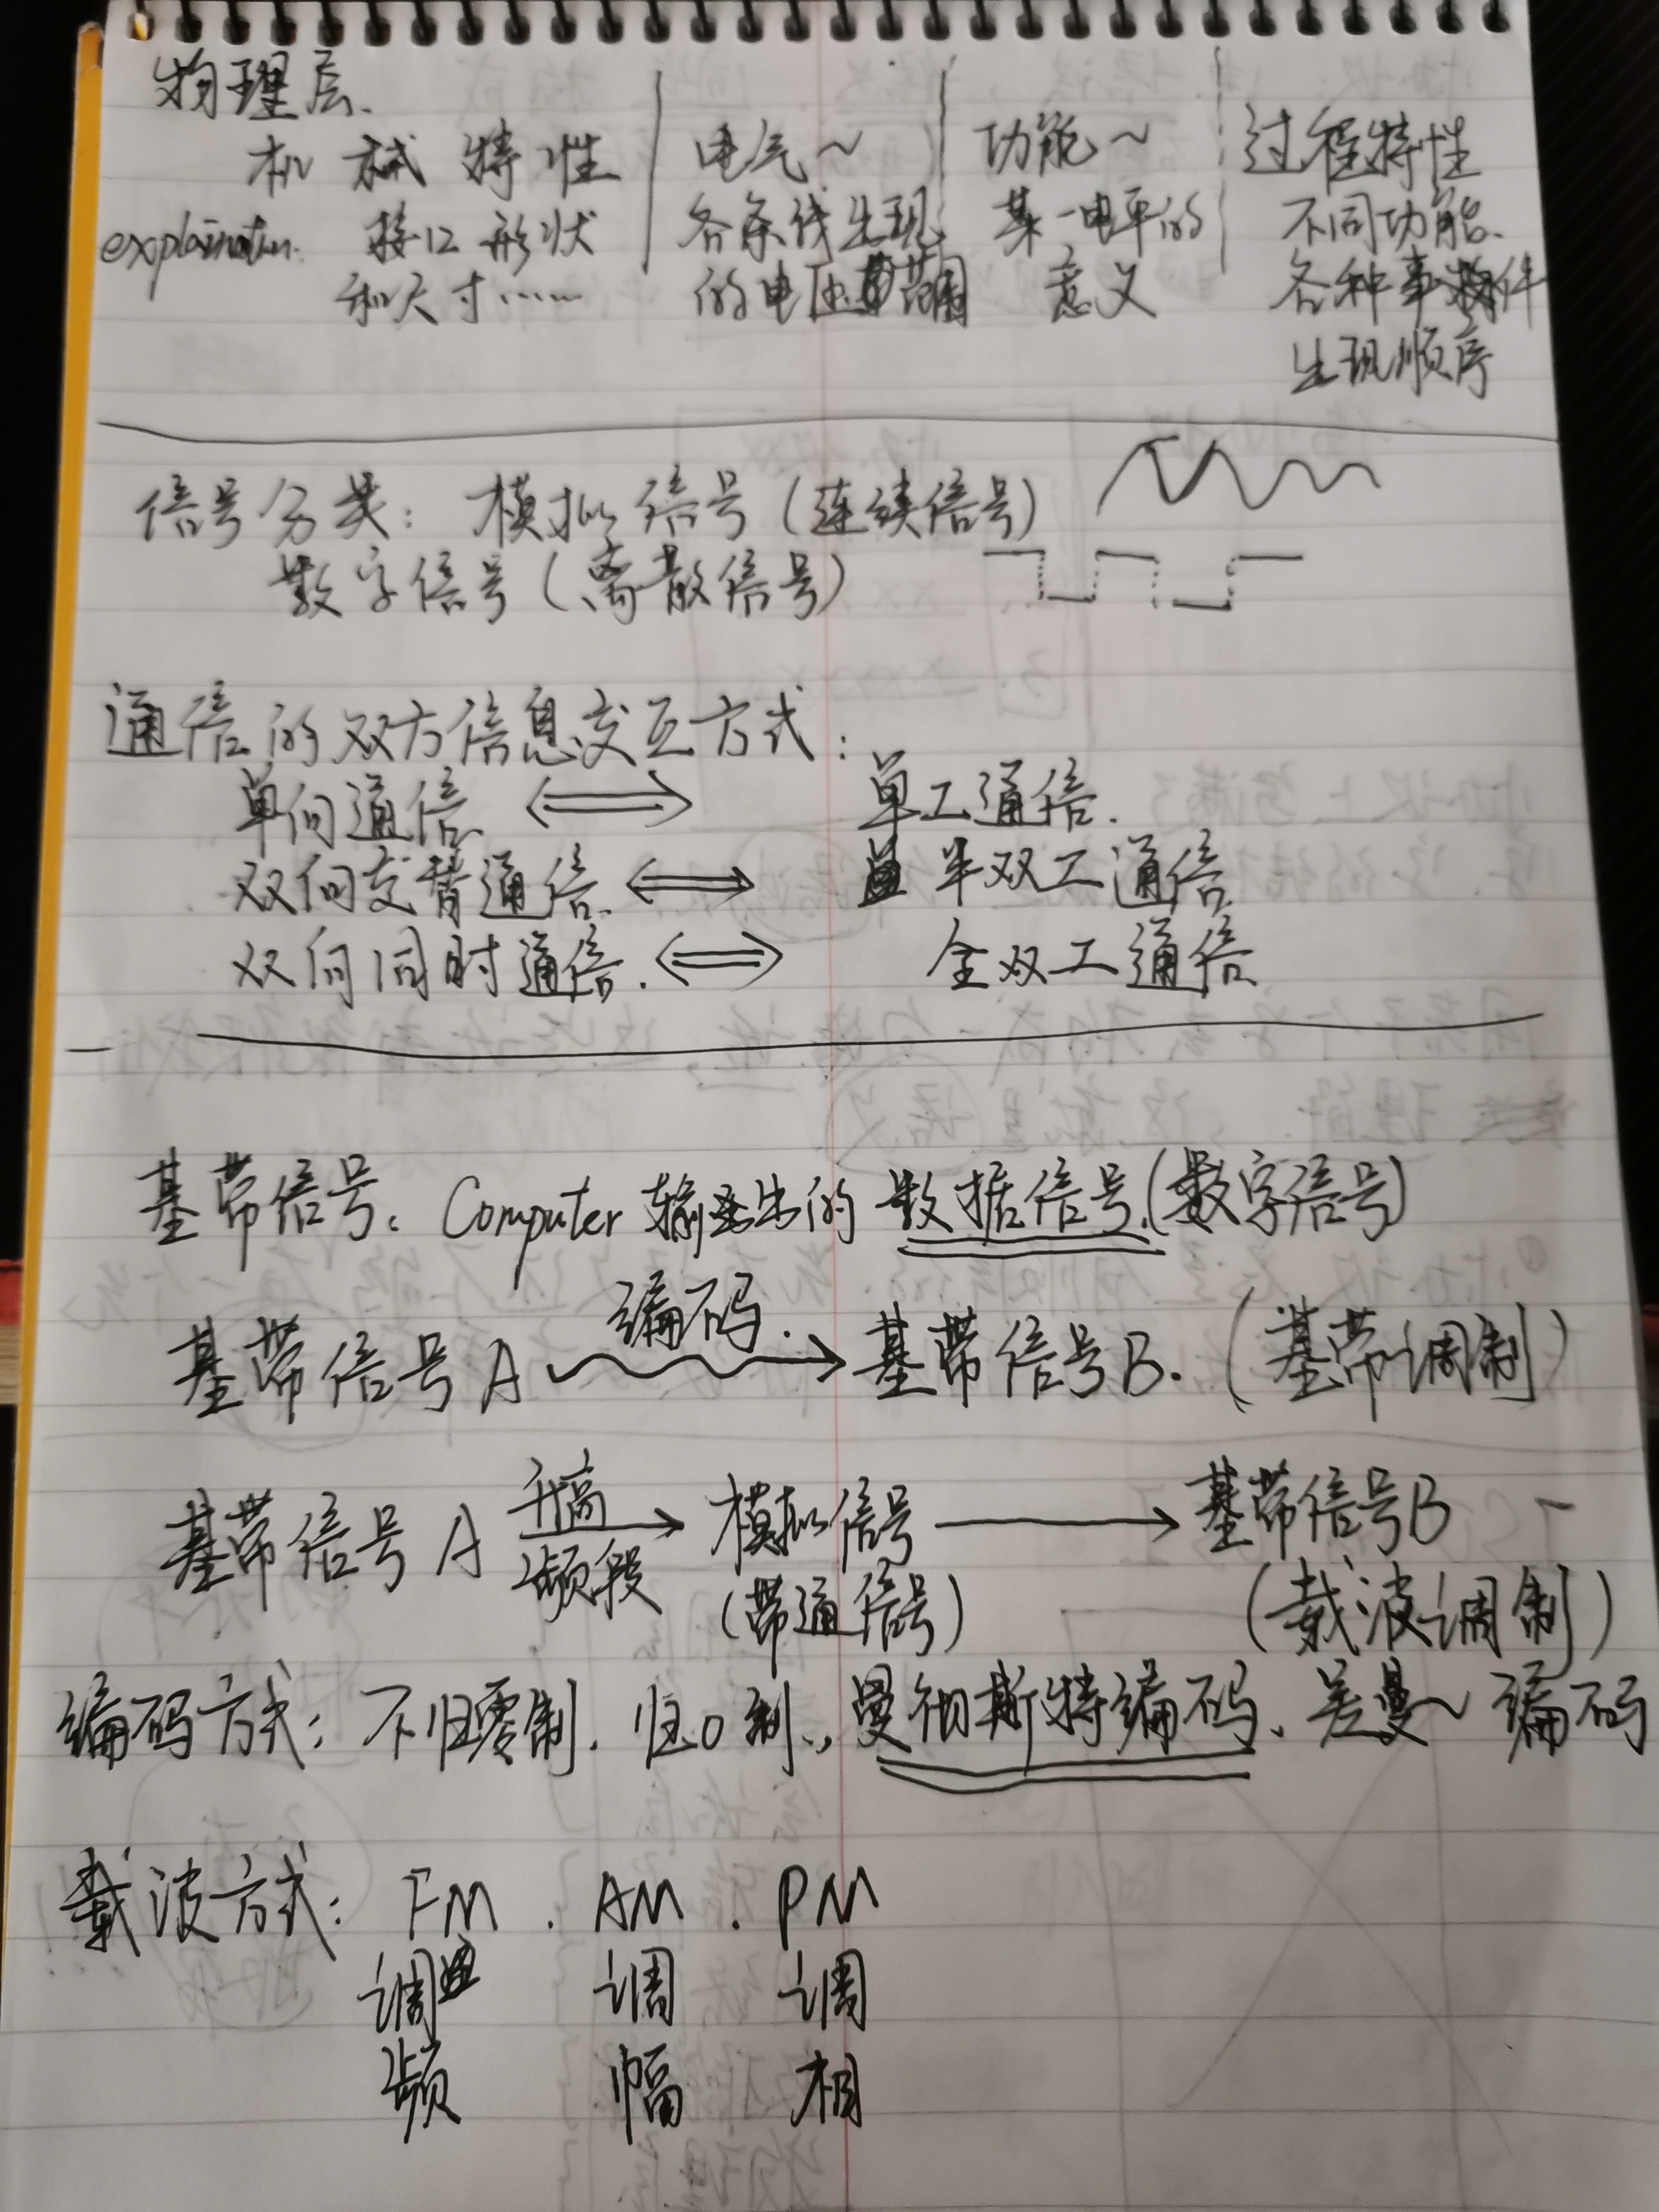 物理层.
机械特性 电气~ 功能~ 过程特性
explaination. 接口形状 各条线出现 某一电平的 不同功能.
和尺寸…… 的电压范围 意义 各种事件
出现顺序
信号分类: 模拟信号(连续信号)
数字信号(离散信号)
通信的双方信息交互方式:
单向通信 单工通信.
双向交替通信. 半双工通信.
双向同时通信. 全双工通信
基带信号: Computer 输出的数据信号.(数字信号)
编码.
基带信号A 基带信号B. (基带调制)
升高
基带信号A 模拟信号 基带信号B
频段 (带通信号) (载波调制)
编码方式: 不归零制. 归0制., 曼彻斯特编码、差曼~编码
载波方式: FM . AM . PM
调 调 调
频 幅 相